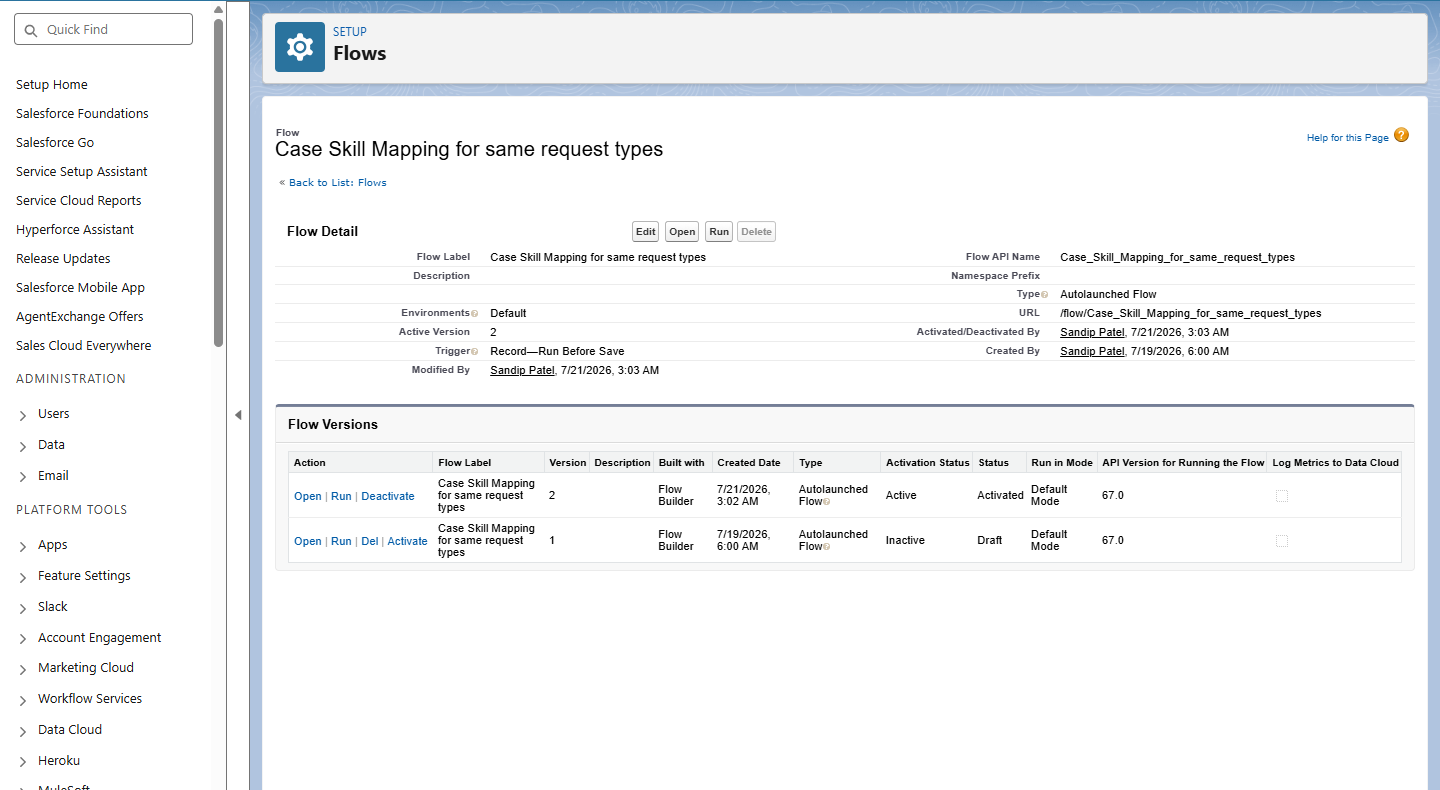 Quick Find
Setup Home
Salesforce Foundations
Salesforce Go
Service Setup Assistant
Service Cloud Reports
Hyperforce Assistant
Release Updates
Salesforce Mobile App
AgentExchange Offers
Sales Cloud Everywhere
ADMINISTRATION
Users
Data
Email
PLATFORM TOOLS
Apps
Feature Settings
Slack
Account Engagement
Marketing Cloud
Workflow Services
Data Cloud
Heroku
MuleSoft
SETUP
Flows
Flow
Case Skill Mapping for same request types
Help for this Page ?
« Back to List: Flows
Flow Detail Edit Open Run Delete
Flow Label Case Skill Mapping for same request types Flow API Name Case_Skill_Mapping_for_same_request_types
Description Namespace Prefix
Type Autolaunched Flow
Environments Default URL /flow/Case_Skill_Mapping_for_same_request_types
Active Version 2 Activated/Deactivated By Sandip Patel, 7/21/2026, 3:03 AM
Trigger Record—Run Before Save Created By Sandip Patel, 7/19/2026, 6:00 AM
Modified By Sandip Patel, 7/21/2026, 3:03 AM
Flow Versions
Action Flow Label Version Description Built with Created Date Type Activation Status Status Run in Mode API Version for Running the Flow Log Metrics to Data Cloud
Open | Run | Deactivate Case Skill Mapping for same request types 2 Flow Builder 7/21/2026, 3:02 AM Autolaunched Flow Active Activated Default Mode 67.0
Open | Run | Del | Activate Case Skill Mapping for same request types 1 Flow Builder 7/19/2026, 6:00 AM Autolaunched Flow Inactive Draft Default Mode 67.0